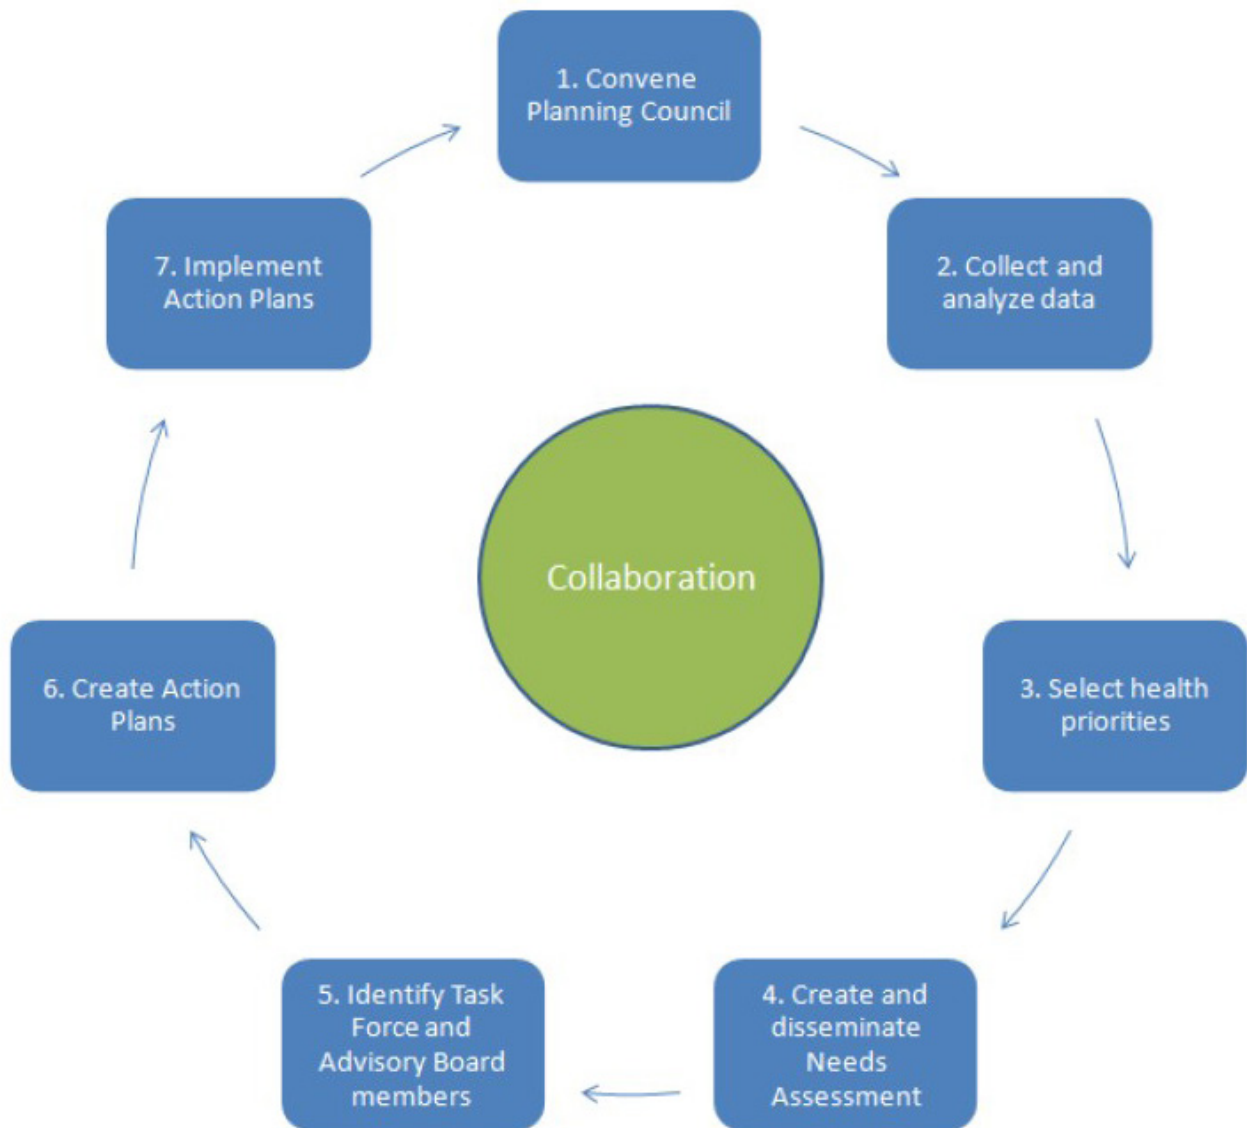 1. Convene
Planning Council
2. Collect and
analyze data
3. Select health
priorities
4. Create and
disseminate
Needs
Assessment
5. Identify Task
Force and
Advisory Board
members
6. Create Action
Plans
7. Implement
Action Plans
Collaboration